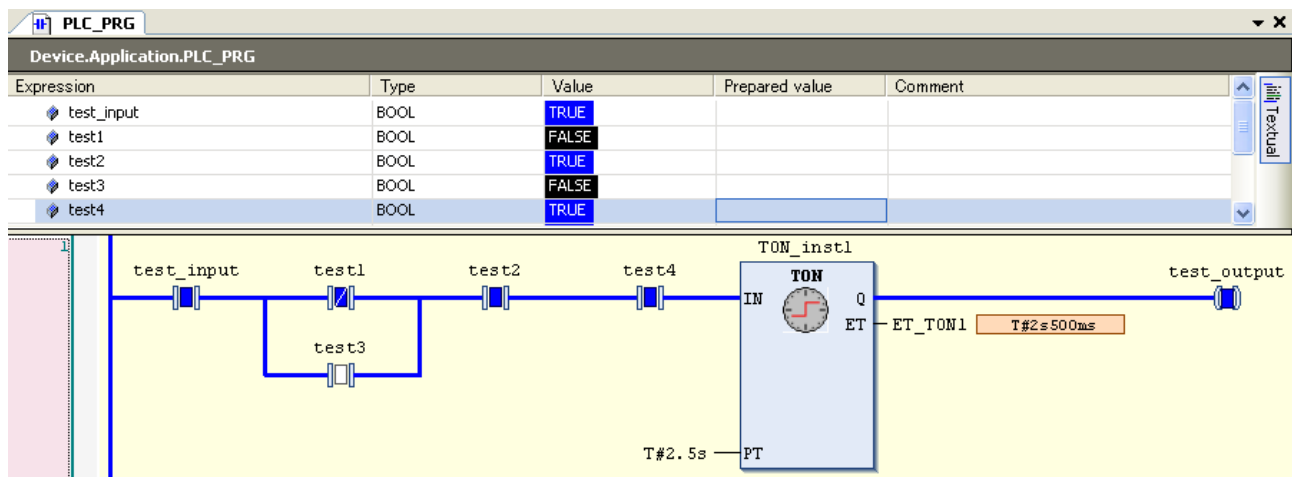 PLC_PRG
Device.Application.PLC_PRG
Expression Type Value Prepared value Comment
test_input BOOL TRUE
test1 BOOL FALSE
test2 BOOL TRUE
test3 BOOL FALSE
test4 BOOL TRUE
Textual
1
TON_inst1
test_input test1 test2 test4 TON test_output
IN Q
ET ET_TON1 T#2s500ms
test3
T#2.5s PT